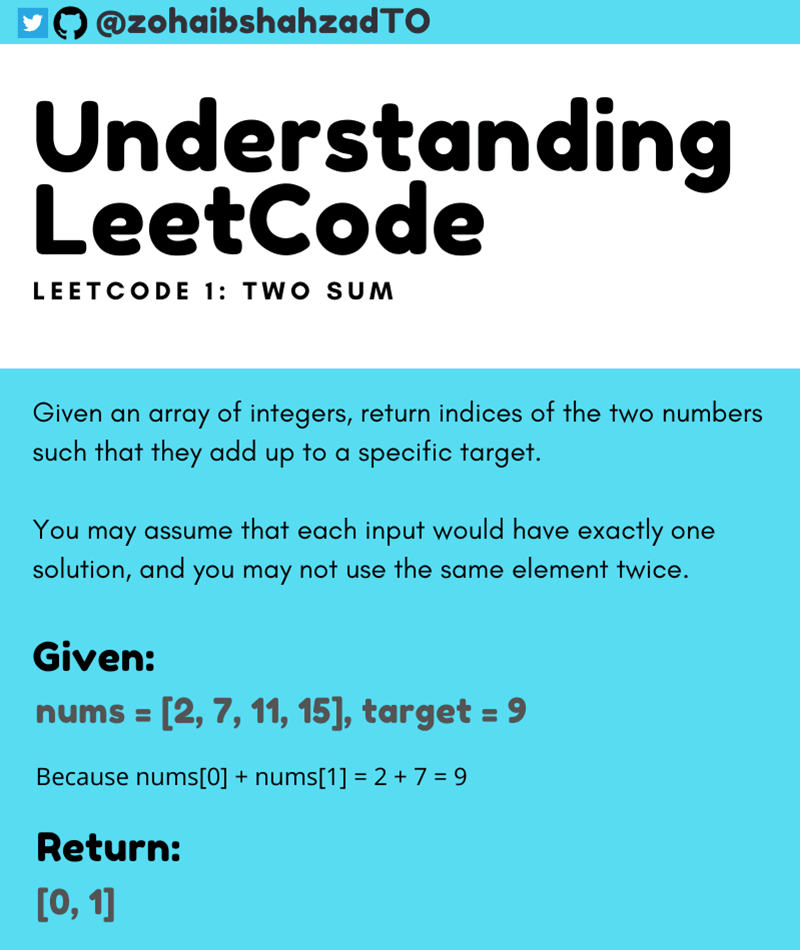 @zohaibshahzadTO
Understanding
LeetCode
LEETCODE 1: TWO SUM
Given an array of integers, return indices of the two numbers
such that they add up to a specific target.
You may assume that each input would have exactly one
solution, and you may not use the same element twice.
Given:
nums = [2, 7, 11, 15], target = 9
Because nums[0] + nums[1] = 2 + 7 = 9
Return:
[0, 1]